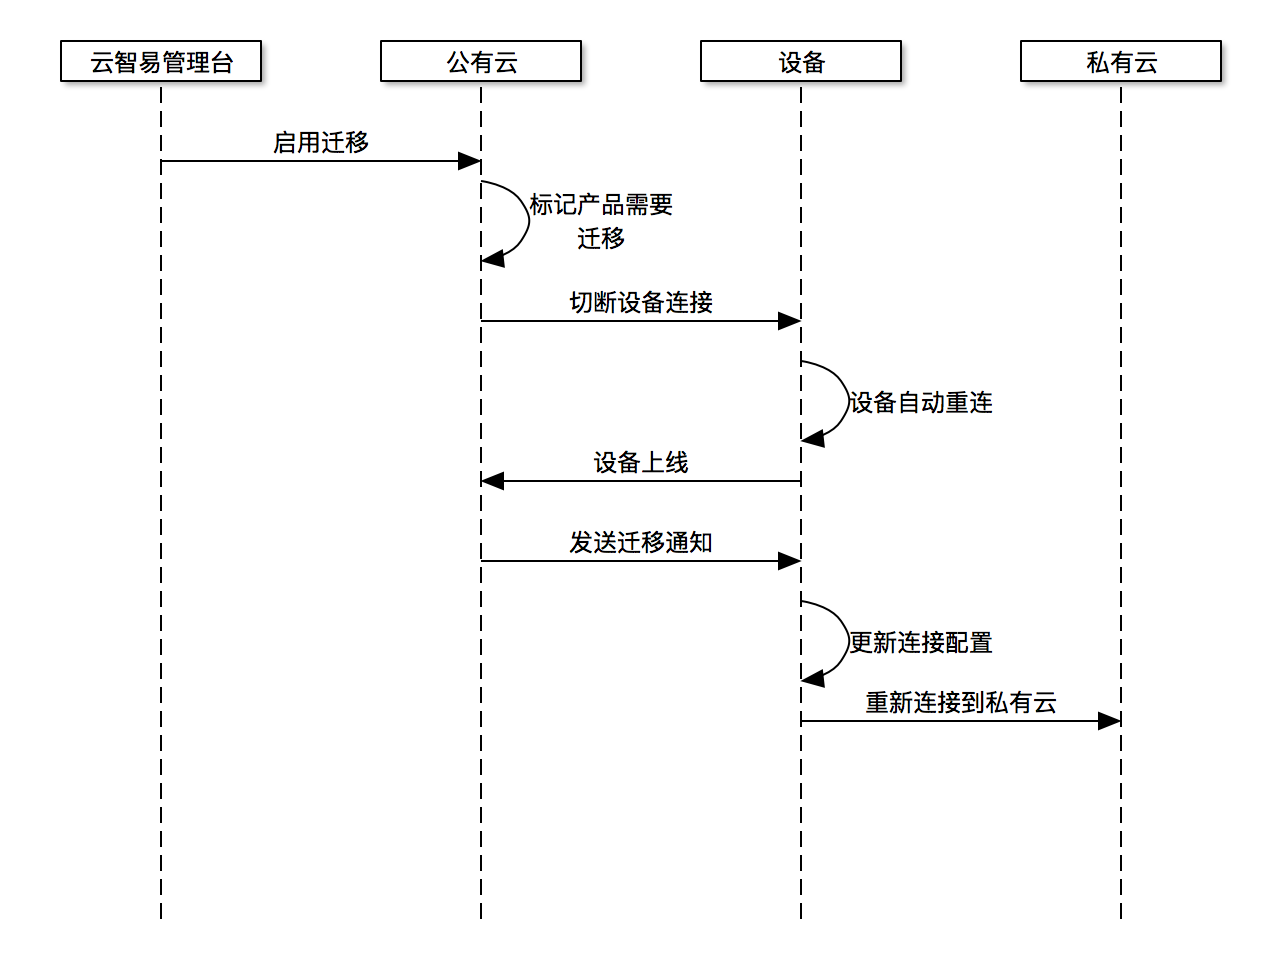 云智易管理台
公有云
设备
私有云
启用迁移
标记产品需要
迁移
切断设备连接
设备自动重连
设备上线
发送迁移通知
更新连接配置
重新连接到私有云